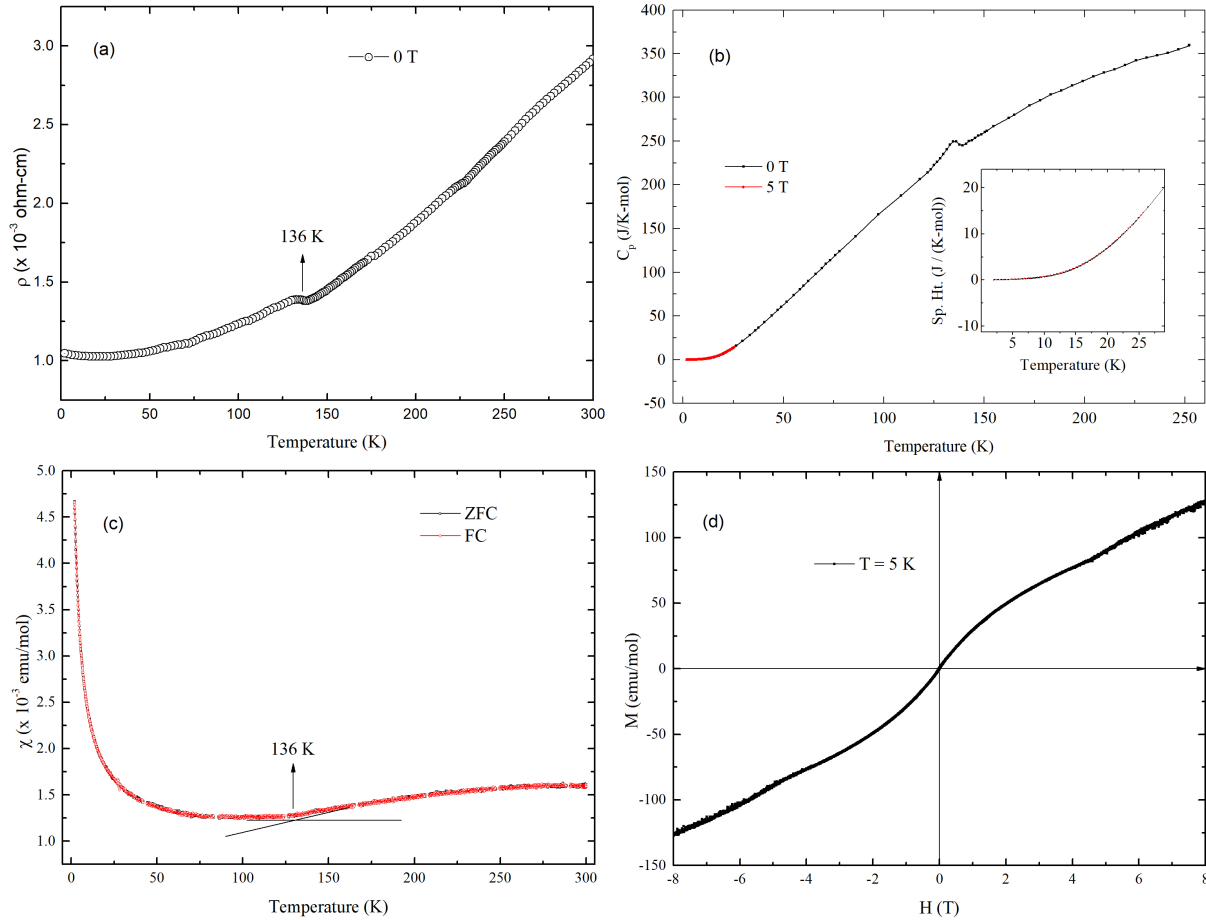 (a)
0 T
136 K
ρ (x 10⁻³ ohm-cm)
3.0
2.5
2.0
1.5
1.0
0 50 100 150 200 250 300
Temperature (K)
(b)
0 T
5 T
Cₚ (J/K-mol)
400
350
300
250
200
150
100
50
0
-50
0 50 100 150 200 250
Temperature (K)
Sp. Ht. (J / (K-mol))
20
10
0
-10
5 10 15 20 25
Temperature (K)
(c)
ZFC
FC
136 K
χ (x 10⁻³ emu/mol)
5.0
4.5
4.0
3.5
3.0
2.5
2.0
1.5
1.0
0 50 100 150 200 250 300
Temperature (K)
(d)
T = 5 K
M (emu/mol)
150
100
50
0
-50
-100
-150
-8 -6 -4 -2 0 2 4 6 8
H (T)